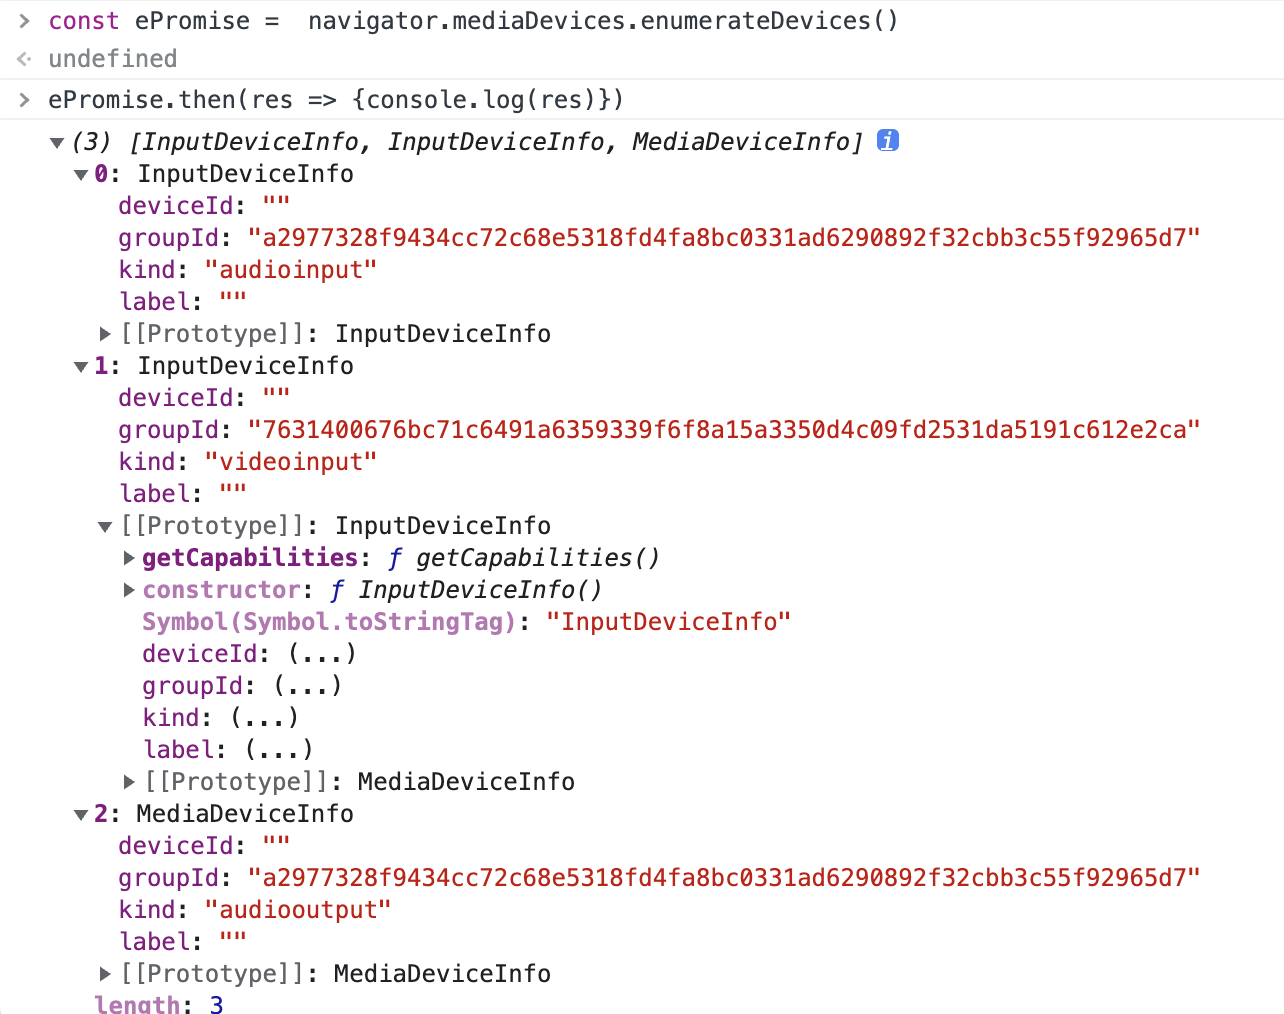 > const ePromise =  navigator.mediaDevices.enumerateDevices()
undefined
> ePromise.then(res => {console.log(res)})
▼(3) [InputDeviceInfo, InputDeviceInfo, MediaDeviceInfo] i
▼0: InputDeviceInfo
deviceId: ""
groupId: "a2977328f9434cc72c68e5318fd4fa8bc0331ad6290892f32cbb3c55f92965d7"
kind: "audioinput"
label: ""
▶[[Prototype]]: InputDeviceInfo
▼1: InputDeviceInfo
deviceId: ""
groupId: "7631400676bc71c6491a6359339f6f8a15a3350d4c09fd2531da5191c612e2ca"
kind: "videoinput"
label: ""
▼[[Prototype]]: InputDeviceInfo
▶getCapabilities: ƒ getCapabilities()
▶constructor: ƒ InputDeviceInfo()
Symbol(Symbol.toStringTag): "InputDeviceInfo"
deviceId: (...)
groupId: (...)
kind: (...)
label: (...)
▶[[Prototype]]: MediaDeviceInfo
▼2: MediaDeviceInfo
deviceId: ""
groupId: "a2977328f9434cc72c68e5318fd4fa8bc0331ad6290892f32cbb3c55f92965d7"
kind: "audiooutput"
label: ""
▶[[Prototype]]: MediaDeviceInfo
length: 3